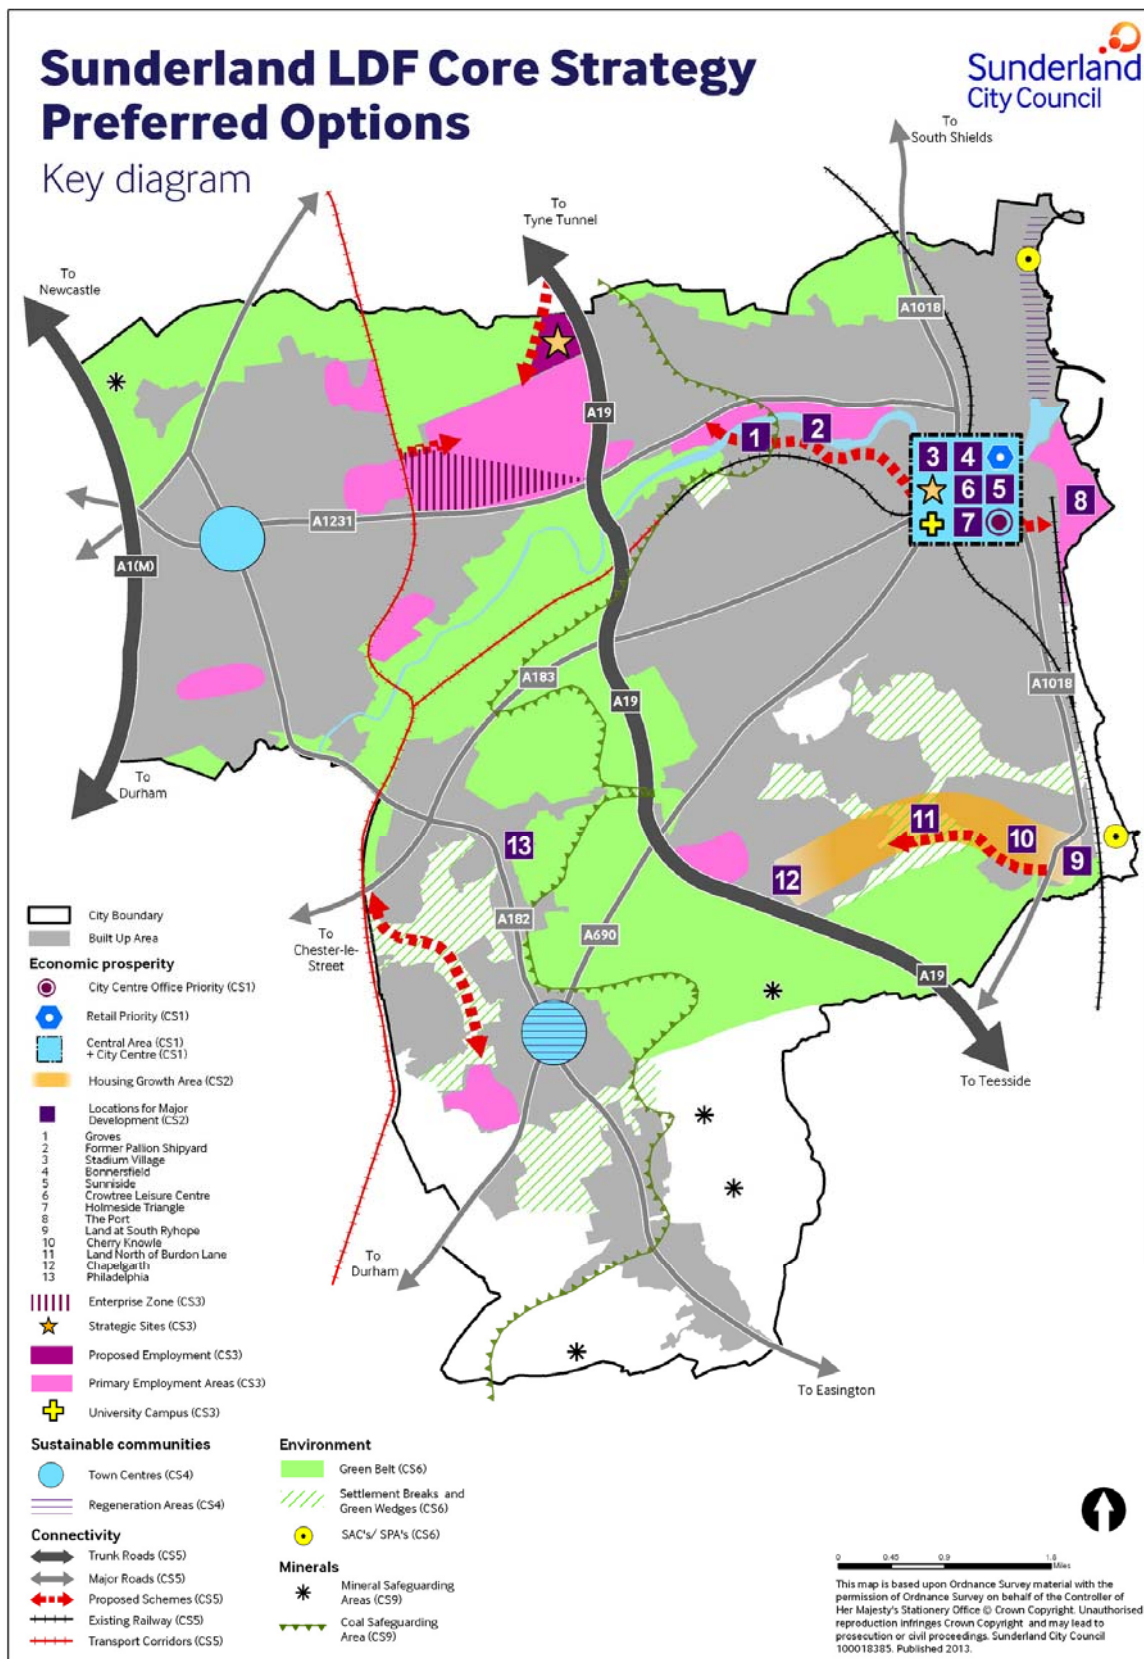 Sunderland LDF Core Strategy
Preferred Options
Key diagram
Sunderland
City Council
To
South Shields
To
Tyne Tunnel
To
Newcastle
A1018
A19
1
2
3
4
6
5
7
8
A1231
A1(M)
A183
A19
A1018
To
Durham
13
11
10
9
12
A182
A690
To
Chester-le-
Street
A19
To Teesside
To
Durham
To Easington
City Boundary
Built Up Area
Economic prosperity
City Centre Office Priority (CS1)
Retail Priority (CS1)
Central Area (CS1)
+ City Centre (CS1)
Housing Growth Area (CS2)
Locations for Major
Development (CS2)
1 Groves
2 Former Pallion Shipyard
3 Stadium Village
4 Bonnersfield
5 Sunniside
6 Crowtree Leisure Centre
7 Holmeside Triangle
8 The Port
9 Land at South Ryhope
10 Cherry Knowle
11 Land North of Burdon Lane
12 Chapelgarth
13 Philadelphia
Enterprise Zone (CS3)
Strategic Sites (CS3)
Proposed Employment (CS3)
Primary Employment Areas (CS3)
University Campus (CS3)
Sustainable communities
Town Centres (CS4)
Regeneration Areas (CS4)
Connectivity
Trunk Roads (CS5)
Major Roads (CS5)
Proposed Schemes (CS5)
Existing Railway (CS5)
Transport Corridors (CS5)
Environment
Green Belt (CS6)
Settlement Breaks and
Green Wedges (CS6)
SAC's/ SPA's (CS6)
Minerals
Mineral Safeguarding
Areas (CS9)
Coal Safeguarding
Area (CS9)
0 0.45 0.9 1.8
Miles
This map is based upon Ordnance Survey material with the
permission of Ordnance Survey on behalf of the Controller of
Her Majesty's Stationery Office © Crown Copyright. Unauthorised
reproduction infringes Crown Copyright and may lead to
prosecution or civil proceedings. Sunderland City Council
100018385. Published 2013.